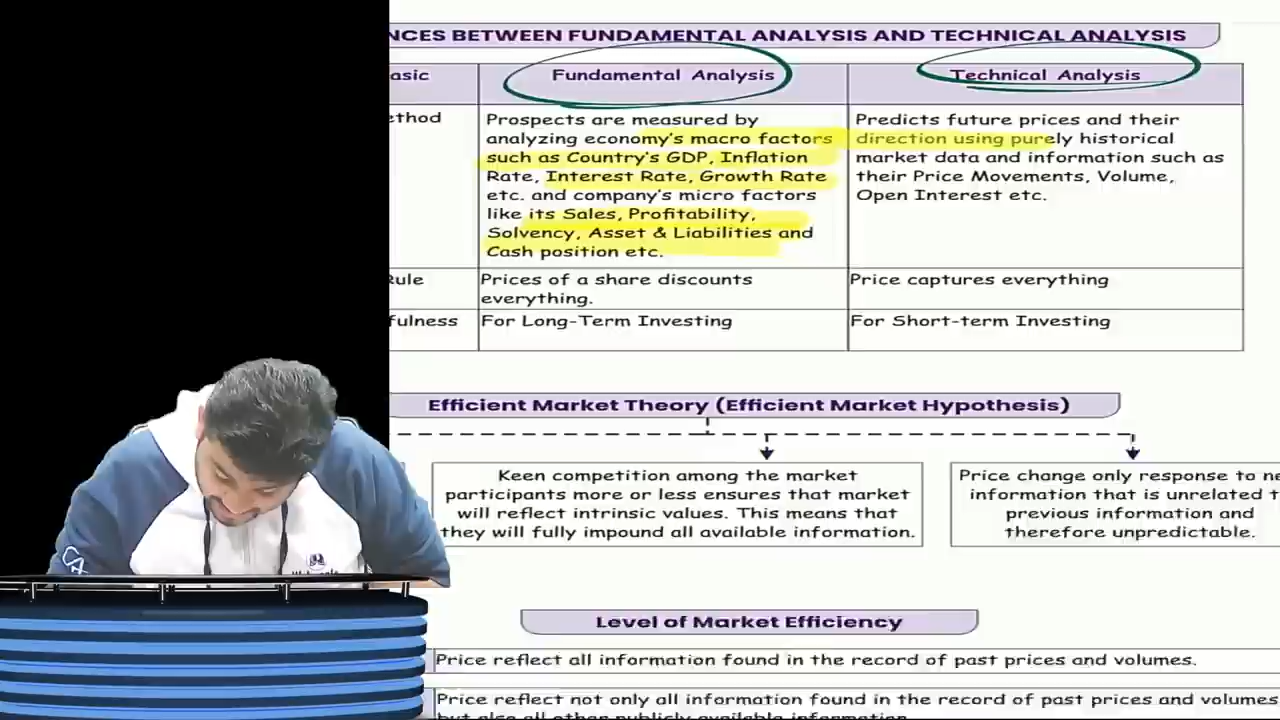 NCES BETWEEN FUNDAMENTAL ANALYSIS AND TECHNICAL ANALYSIS
asic
Fundamental Analysis
Technical Analysis
ethod
Prospects are measured by
analyzing economy's macro factors
such as Country's GDP, Inflation
Rate, Interest Rate, Growth Rate
etc. and company's micro factors
like its Sales, Profitability,
Solvency, Asset & Liabilities and
Cash position etc.
Predicts future prices and their
direction using purely historical
market data and information such as
their Price Movements, Volume,
Open Interest etc.
Rule
Prices of a share discounts
everything.
Price captures everything
fulness
For Long-Term Investing
For Short-term Investing
Efficient Market Theory (Efficient Market Hypothesis)
Keen competition among the market
participants more or less ensures that market
will reflect intrinsic values. This means that
they will fully impound all available information.
Price change only response to ne
information that is unrelated t
previous information and
therefore unpredictable.
Level of Market Efficiency
Price reflect all information found in the record of past prices and volumes.
Price reflect not only all information found in the record of past prices and volumes
but also all other publicly available information
CA